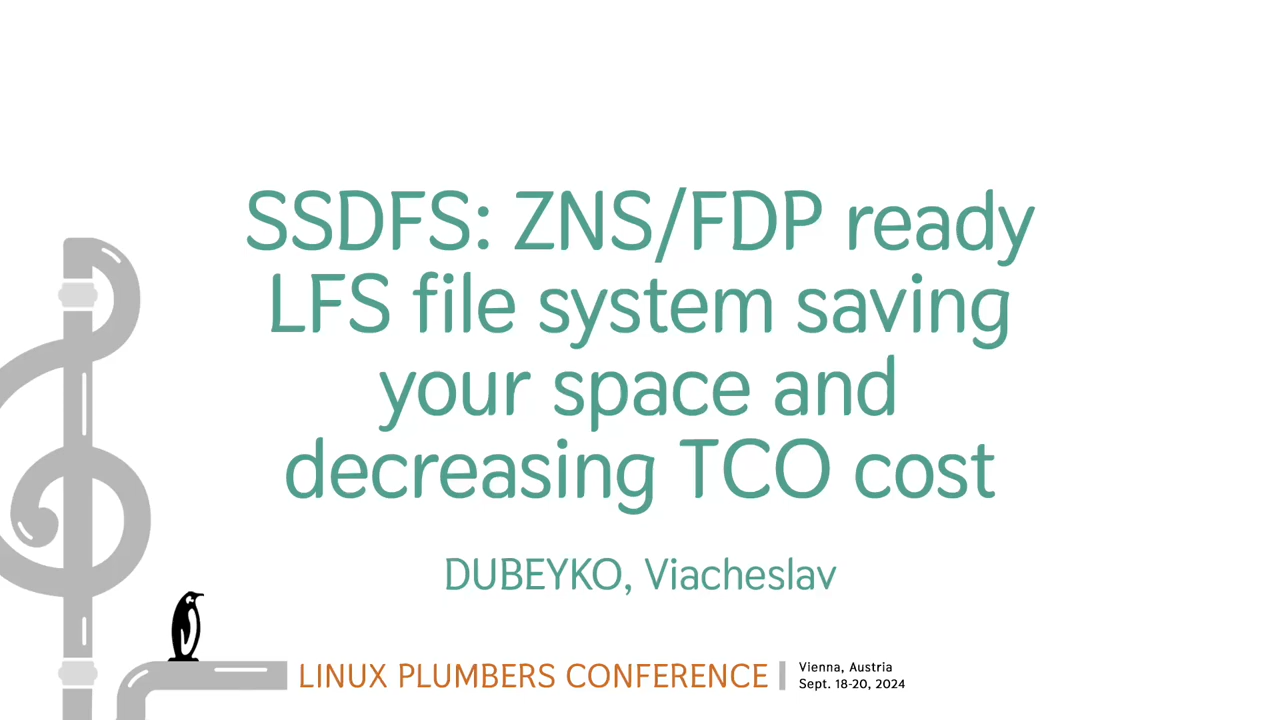 SSDFS: ZNS/FDP ready
LFS file system saving
your space and
decreasing TCO cost
DUBEYKO, Viacheslav
LINUX PLUMBERS CONFERENCE
Vienna, Austria
Sept. 18-20, 2024